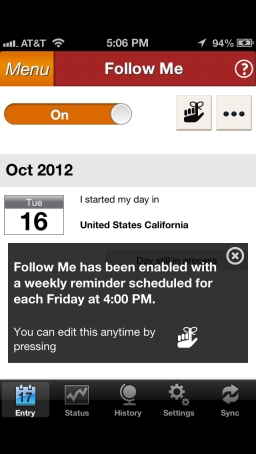 AT&T 5:06 PM 94%
Menu Follow Me ?
On
Oct 2012
Tue
16
I started my day in
United States California
Day still in
Follow Me has been enabled with
a weekly reminder scheduled for
each Friday at 4:00 PM.
You can edit this anytime by
pressing
17
Entry Status History Settings Sync